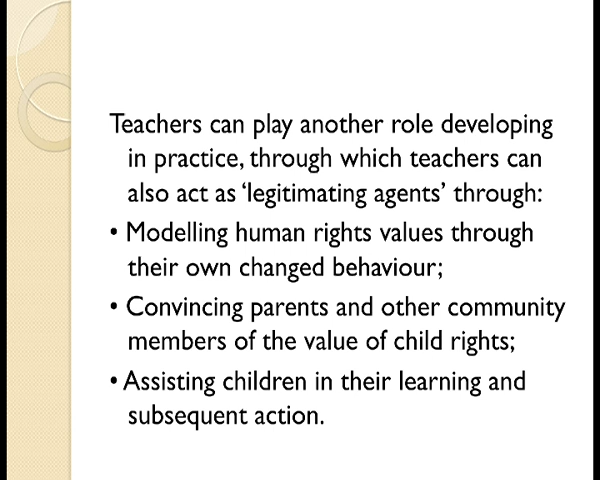 Teachers can play another role developing
in practice, through which teachers can
also act as ‘legitimating agents’ through:
• Modelling human rights values through
their own changed behaviour;
• Convincing parents and other community
members of the value of child rights;
• Assisting children in their learning and
subsequent action.